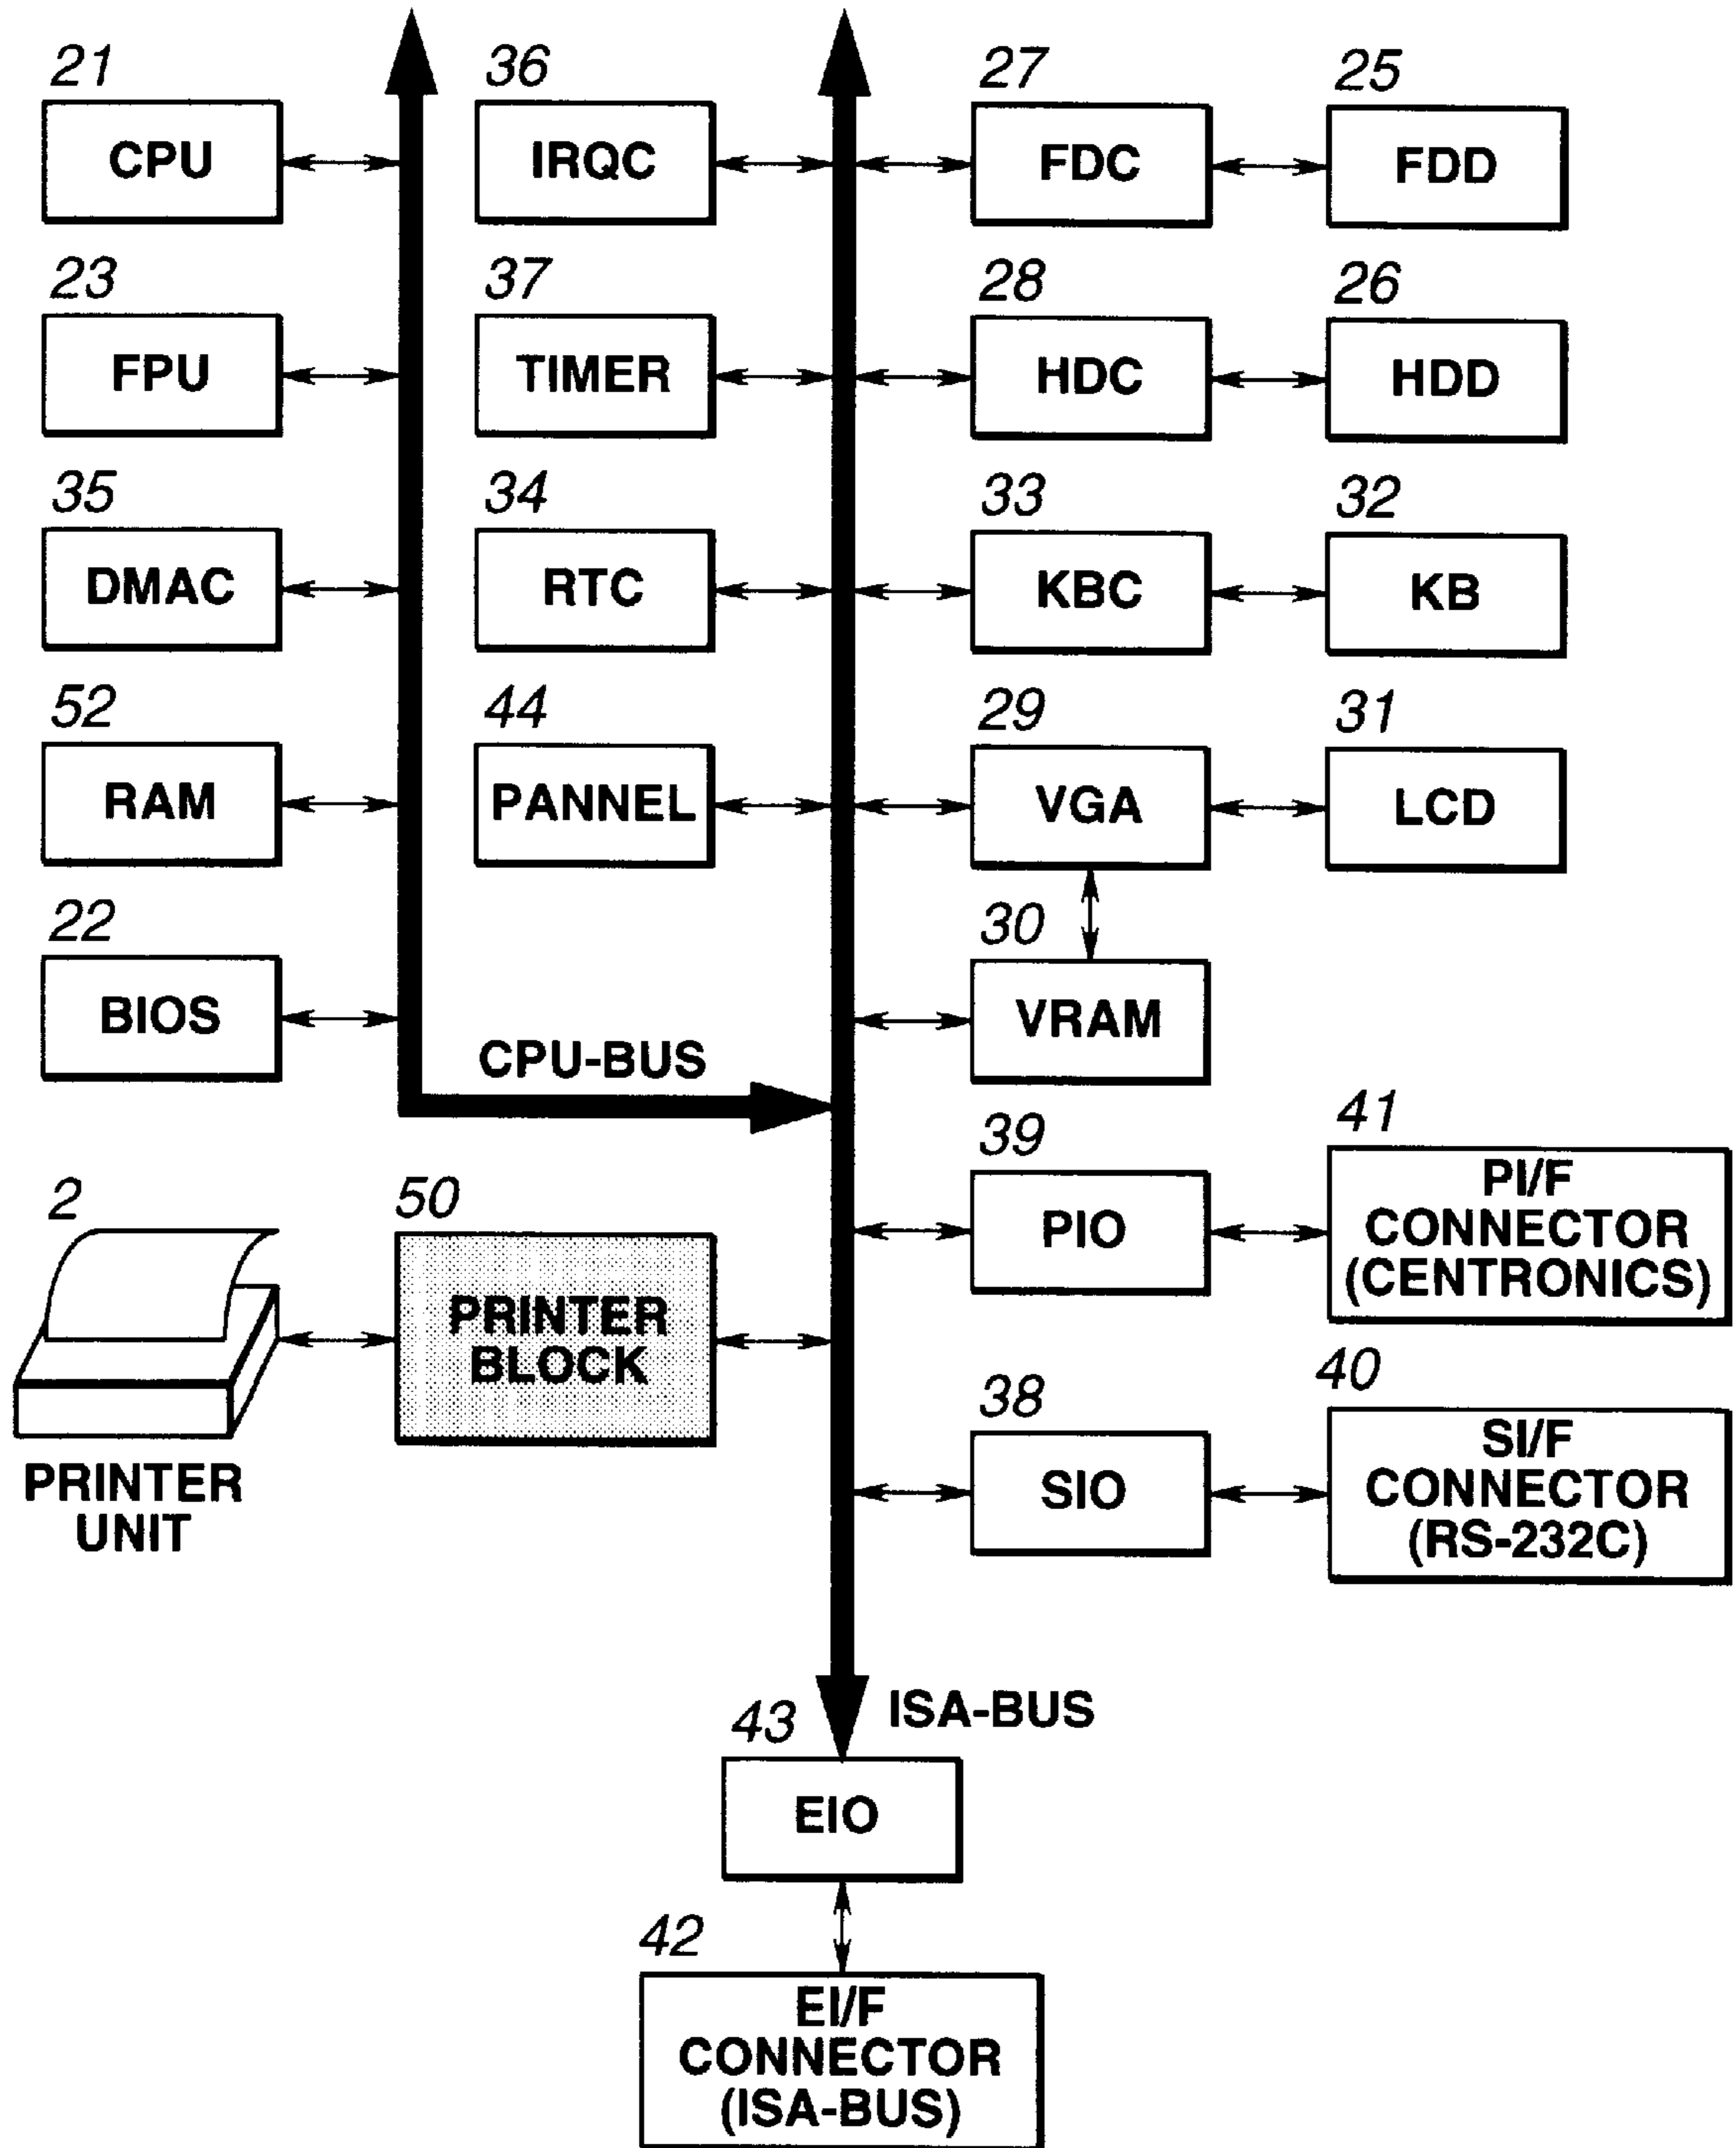 21
CPU
36
IRQC
27
FDC
25
FDD
23
FPU
37
TIMER
28
HDC
26
HDD
35
DMAC
34
RTC
33
KBC
32
KB
52
RAM
44
PANNEL
29
VGA
31
LCD
22
BIOS
30
VRAM
CPU-BUS
39
PIO
41
PI/F
CONNECTOR
(CENTRONICS)
2
PRINTER
UNIT
50
PRINTER
BLOCK
38
SIO
40
SI/F
CONNECTOR
(RS-232C)
ISA-BUS
43
EIO
42
EI/F
CONNECTOR
(ISA-BUS)